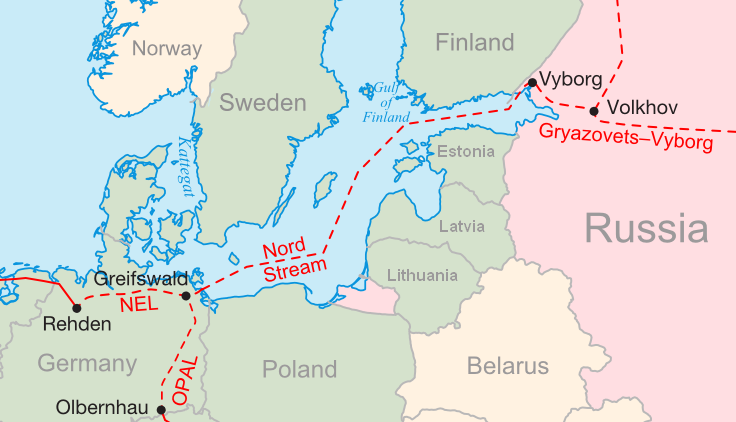 Norway
Finland
Sweden
Gulf
of
Finland
Vyborg
Volkhov
Gryazovets–Vyborg
Kattegat
Estonia
Russia
Latvia
Nord
Stream
Lithuania
Greifswald
NEL
Rehden
Germany
OPAL
Poland
Belarus
Olbernhau